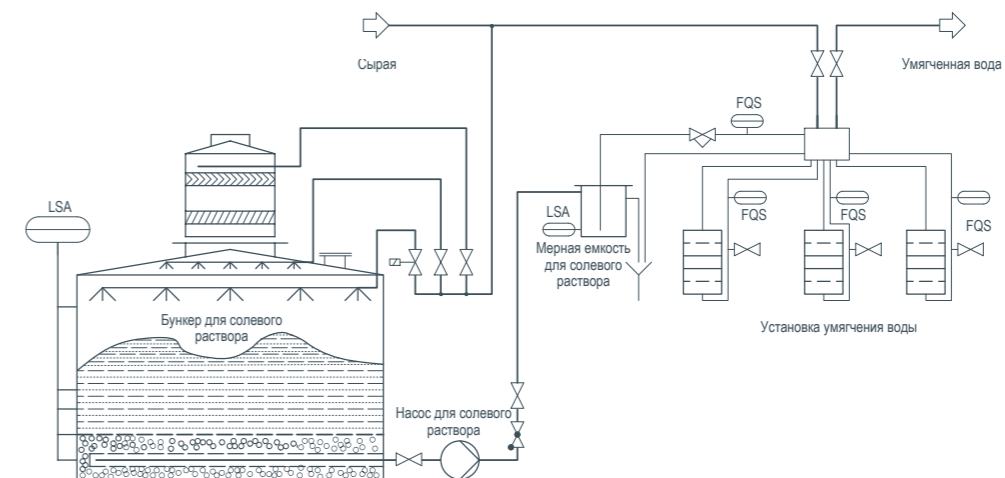 Сырая
Умягченная вода
FQS
LSA
LSA
FQS
FQS
FQS
Мерная емкость
для солевого
раствора
Бункер для солевого
раствора
Установка умягчения воды
Насос для солевого
раствора